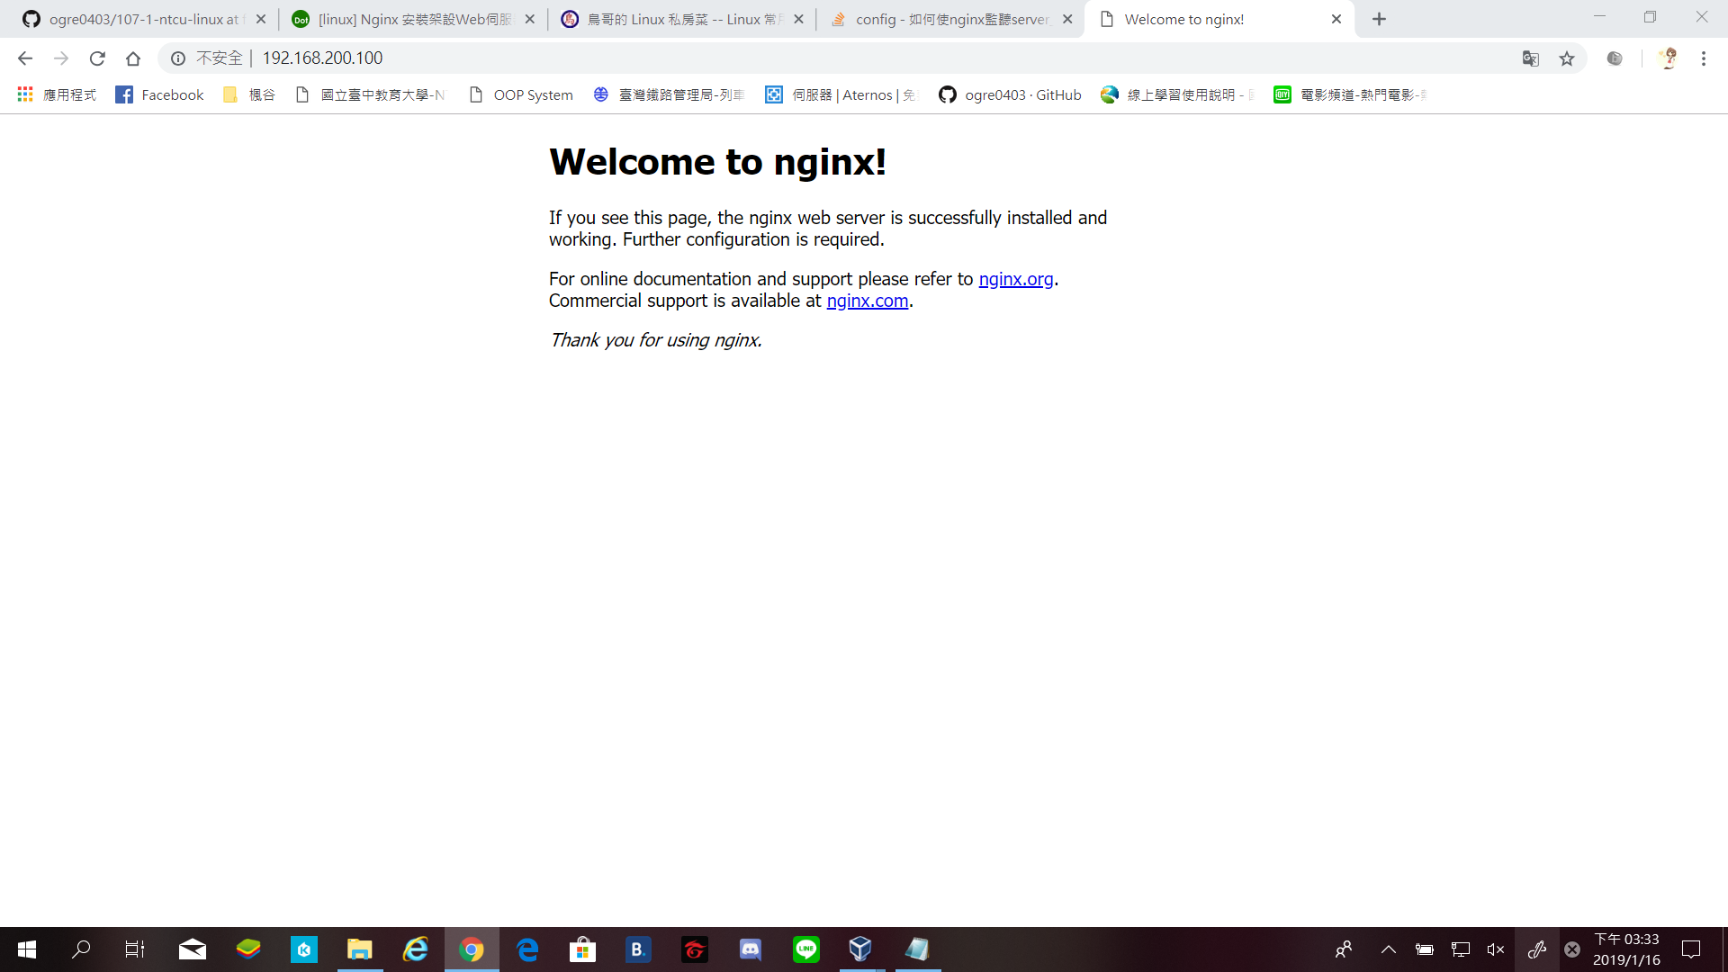 ogre0403/107-1-ntcu-linux at
[linux] Nginx 安裝架設Web伺服
鳥哥的 Linux 私房菜 -- Linux 常
config - 如何使nginx監聽server
Welcome to nginx!
不安全 | 192.168.200.100
應用程式
Facebook
楓谷
國立臺中教育大學-N
OOP System
臺灣鐵路管理局-列車
伺服器 | Aternos | 免
ogre0403 · GitHub
線上學習使用說明 -
電影頻道-熱門電影-
Welcome to nginx!
If you see this page, the nginx web server is successfully installed and
working. Further configuration is required.
For online documentation and support please refer to nginx.org.
Commercial support is available at nginx.com.
Thank you for using nginx.
下午 03:33
2019/1/16